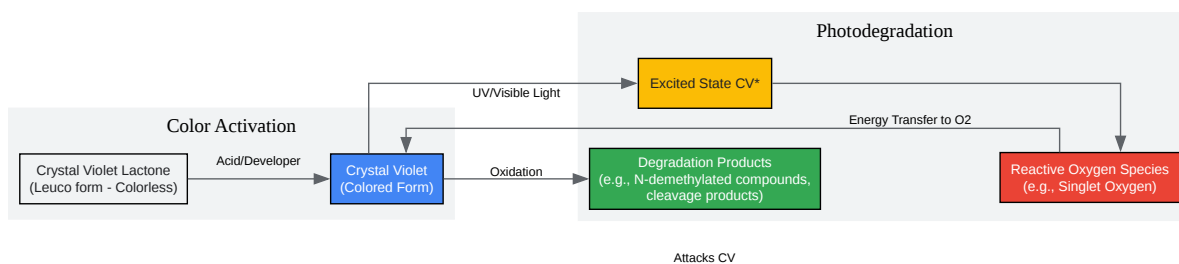 Photodegradation
Excited State CV*
UV/Visible Light
Color Activation
Energy Transfer to O2
Crystal Violet Lactone
(Leuco form - Colorless)
Acid/Developer
Crystal Violet
(Colored Form)
Oxidation
Degradation Products
(e.g., N-demethylated compounds,
cleavage products)
Reactive Oxygen Species
(e.g., Singlet Oxygen)
Attacks CV